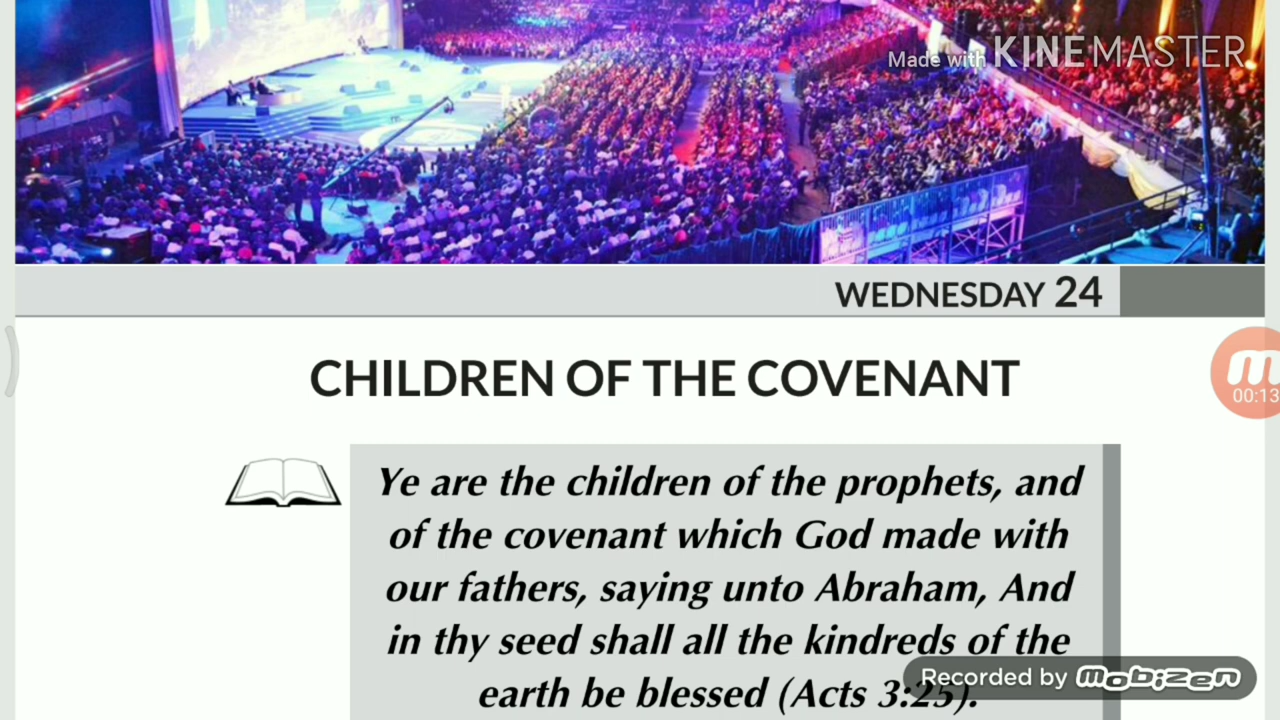 Made with KINEMASTER
WEDNESDAY 24
CHILDREN OF THE COVENANT
Ye are the children of the prophets, and
of the covenant which God made with
our fathers, saying unto Abraham, And
in thy seed shall all the kindreds of the
earth be blessed (Acts 3:25).
00:13
Recorded by mobizen